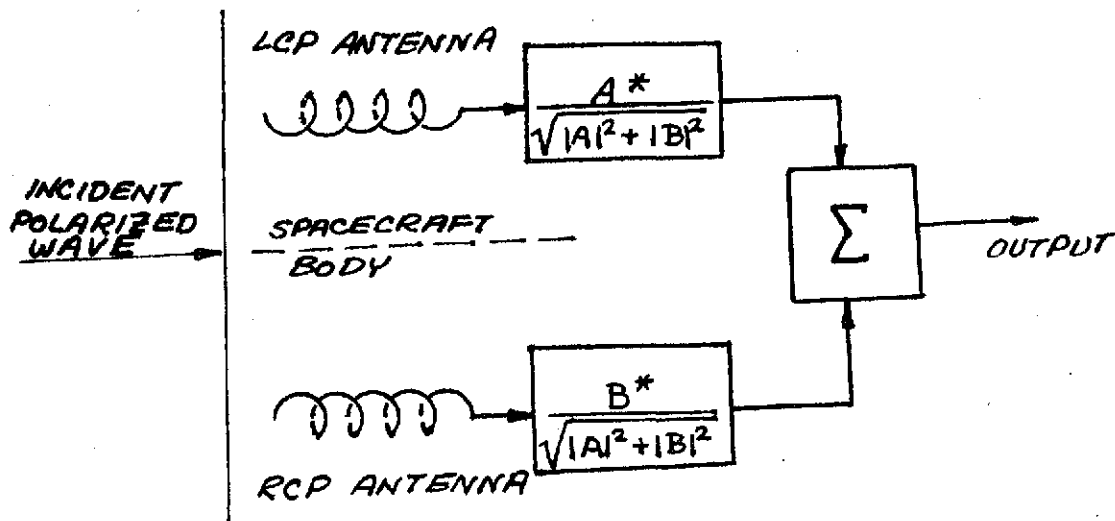 LCP ANTENNA
A*
√|A|² + |B|²
INCIDENT
POLARIZED
WAVE
SPACECRAFT
BODY
Σ
OUTPUT
B*
√|A|² + |B|²
RCP ANTENNA